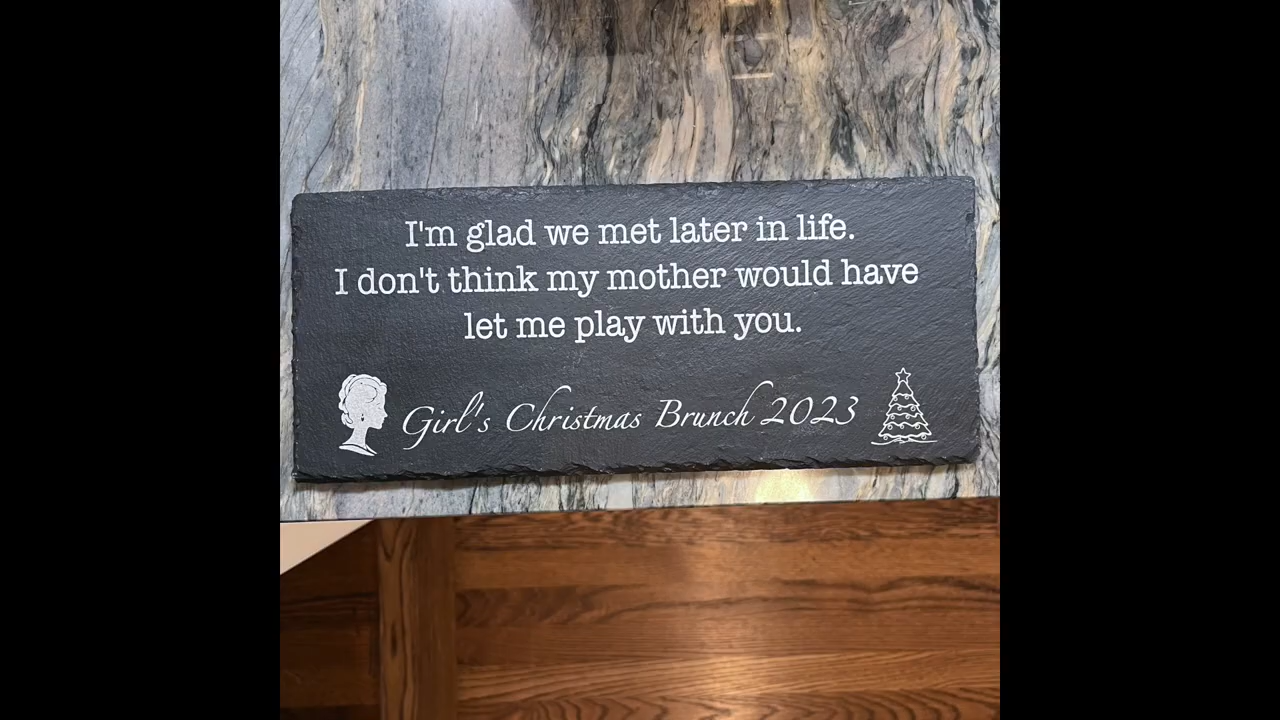 I'm glad we met later in life.
I don't think my mother would have
let me play with you.
Girl's Christmas Brunch 2023